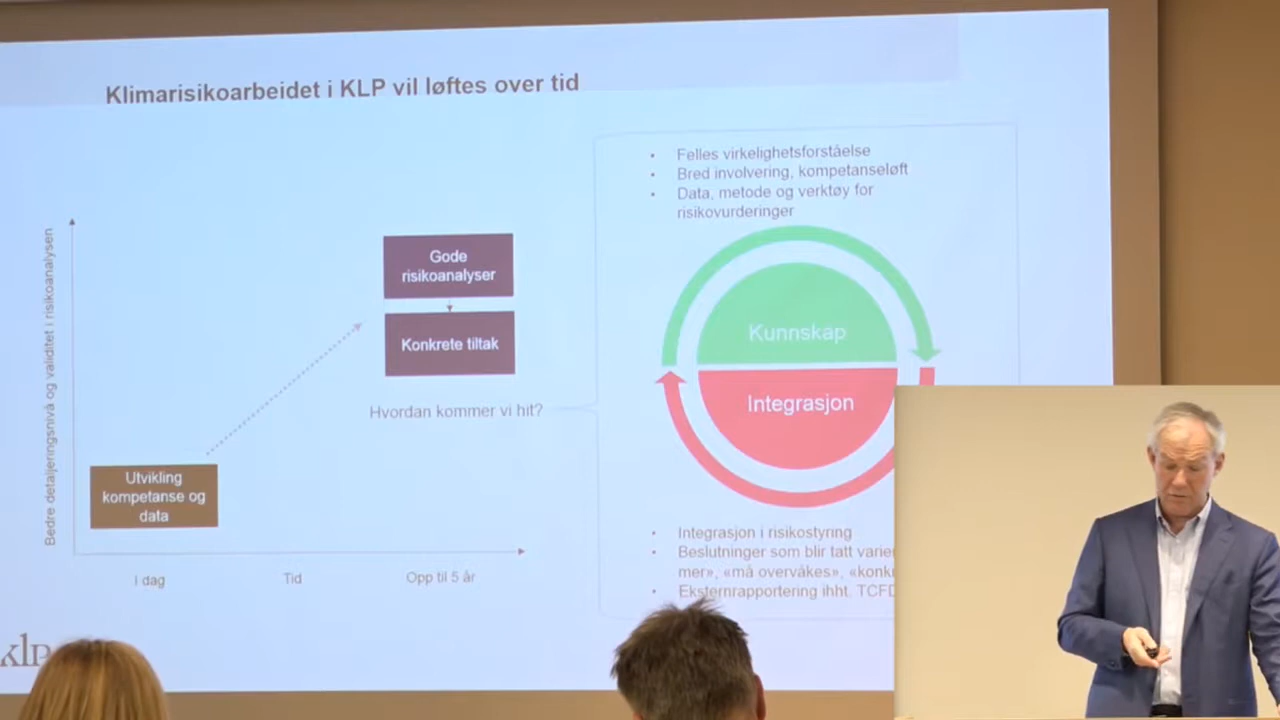 Klimarisikoarbeidet i KLP vil løftes over tid
Bedre detaljeringsnivå og validitet i risikoanalysen
Gode
risikoanalyser
Konkrete tiltak
Hvordan kommer vi hit?
Utvikling
kompetanse og
data
I dag
Tid
Opp til 5 år
• Felles virkelighetsforståelse
• Bred involvering, kompetanseløft
• Data, metode og verktøy for
risikovurderinger
Kunnskap
Integrasjon
• Integrasjon i risikostyring
• Beslutninger som blir tatt varie
mer», «må overvåkes», «konk
• Eksternrapportering ihht. TCFD
klp